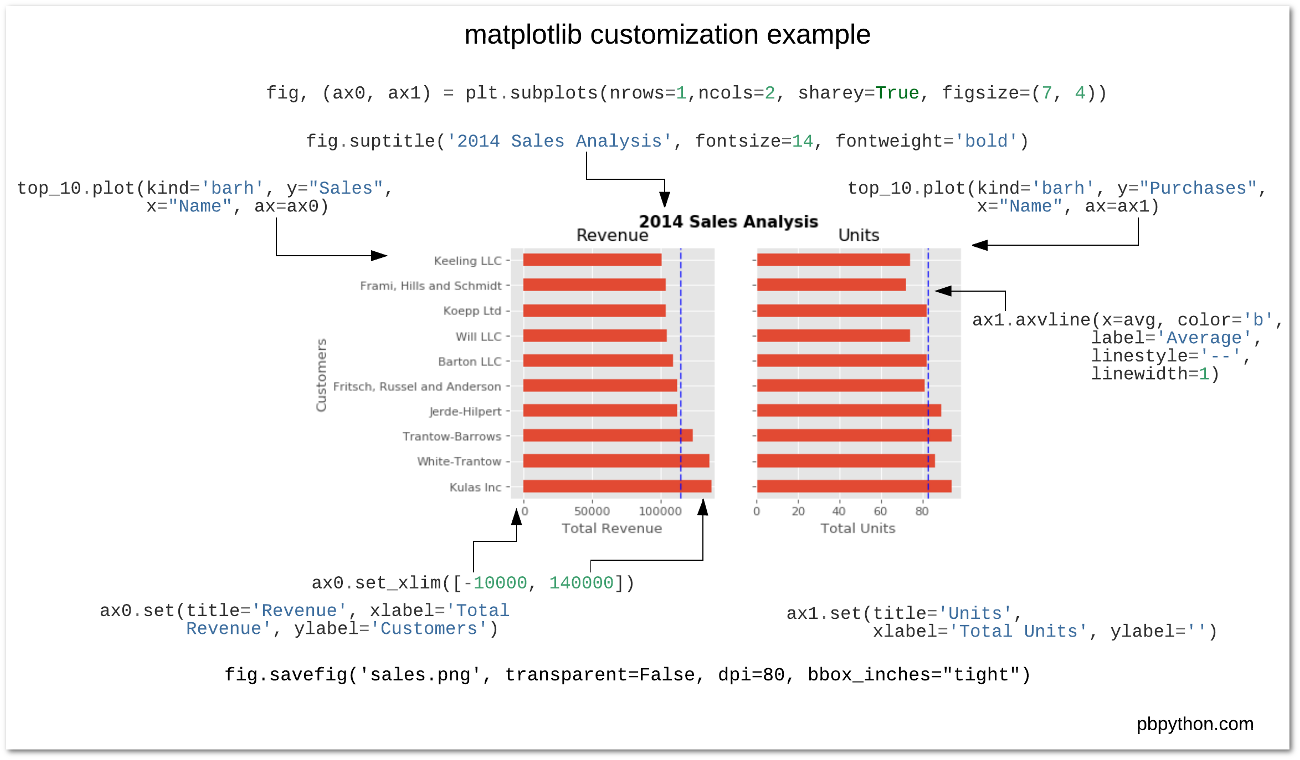 matplotlib customization example
fig, (ax0, ax1) = plt.subplots(nrows=1,ncols=2, sharey=True, figsize=(7, 4))
fig.suptitle('2014 Sales Analysis', fontsize=14, fontweight='bold')
top_10.plot(kind='barh', y="Sales",
x="Name", ax=ax0)
top_10.plot(kind='barh', y="Purchases",
x="Name", ax=ax1)
2014 Sales Analysis
Revenue
Units
Customers
Keeling LLC
Frami, Hills and Schmidt
Koepp Ltd
Will LLC
Barton LLC
Fritsch, Russel and Anderson
Jerde-Hilpert
Trantow-Barrows
White-Trantow
Kulas Inc
0 50000 100000
Total Revenue
0 20 40 60 80
Total Units
ax1.axvline(x=avg, color='b',
label='Average',
linestyle='--',
linewidth=1)
ax0.set_xlim([-10000, 140000])
ax0.set(title='Revenue', xlabel='Total
Revenue', ylabel='Customers')
ax1.set(title='Units',
xlabel='Total Units', ylabel='')
fig.savefig('sales.png', transparent=False, dpi=80, bbox_inches="tight")
pbpython.com